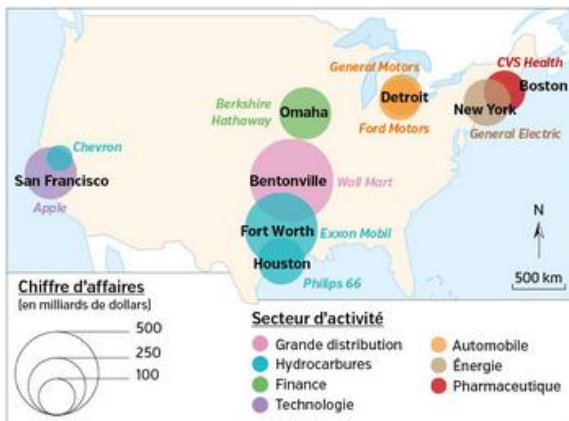 General Motors
CVS Health
Boston
Detroit
New York
Berkshire
Hathaway
Omaha
Ford Motors
General Electric
Chevron
San Francisco
Apple
Bentonville
Wall Mart
Fort Worth
Exxon Mobil
Houston
Philips 66
N
500 km
Chiffre d'affaires
(en milliards de dollars)
500
250
100
Secteur d'activité
Grande distribution
Hydrocarbures
Finance
Technologie
Automobile
Énergie
Pharmaceutique